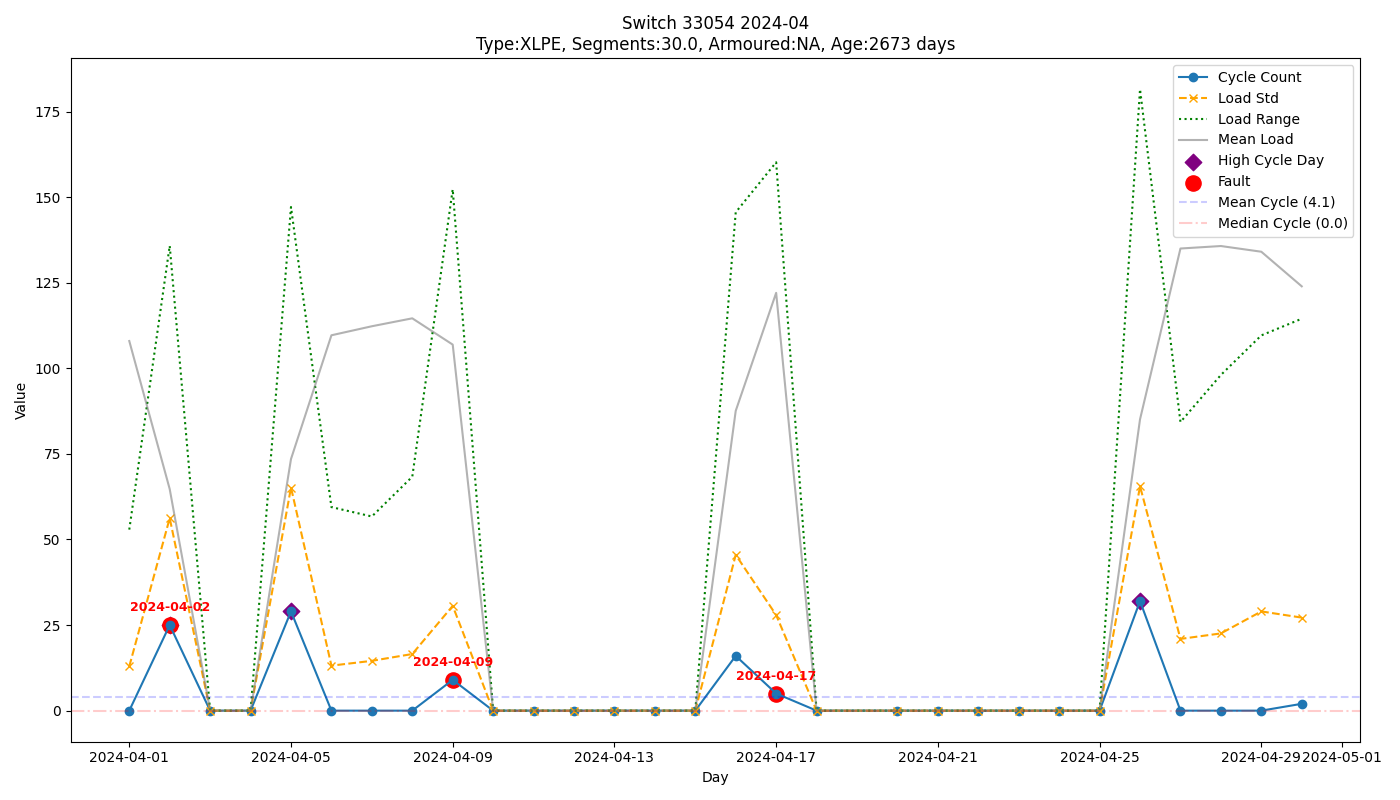 Switch 33054 2024-04
Type:XLPE, Segments:30.0, Armoured:NA, Age:2673 days
Cycle Count
Load Std
Load Range
Mean Load
High Cycle Day
Fault
Mean Cycle (4.1)
Median Cycle (0.0)
175
150
125
100
75
50
25
0
Value
2024-04-02
2024-04-09
2024-04-17
2024-04-01
2024-04-05
2024-04-09
2024-04-13
2024-04-17
2024-04-21
2024-04-25
2024-04-29
2024-05-01
Day